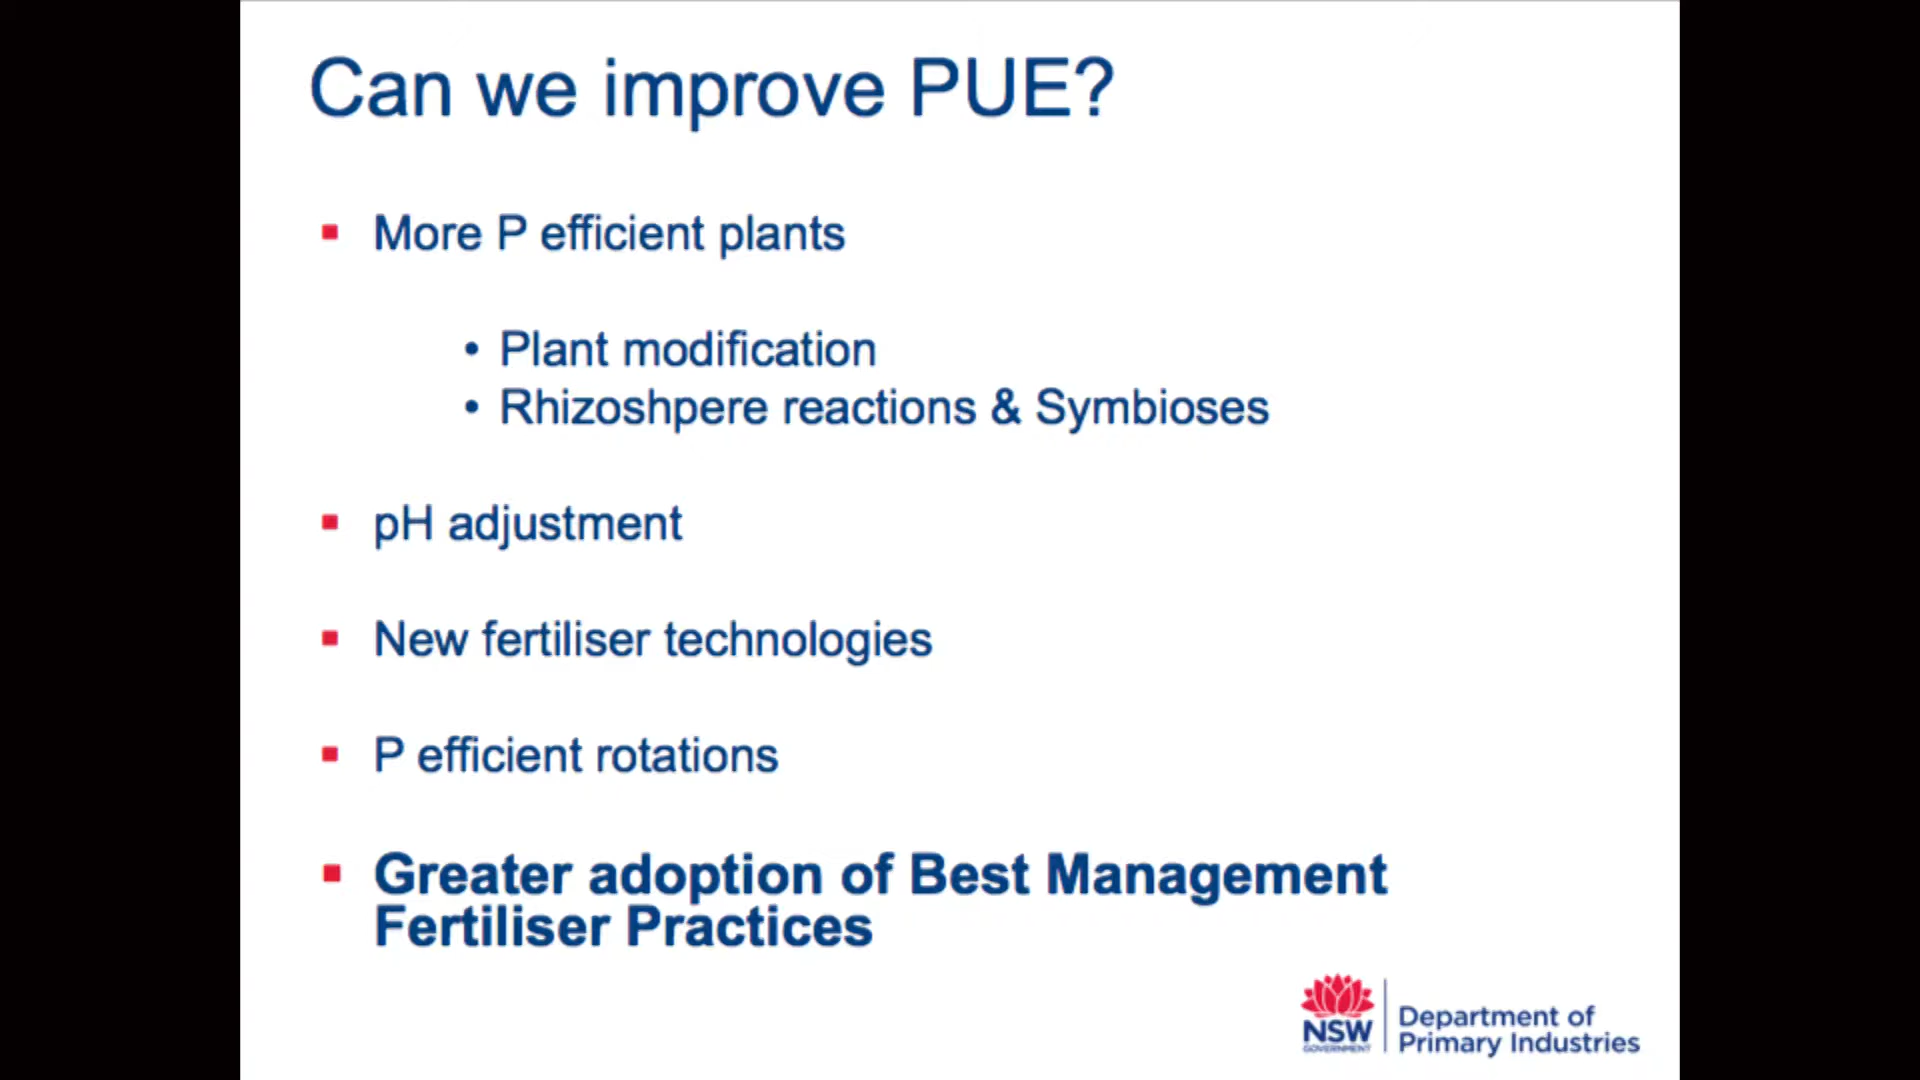 Can we improve PUE?
More P efficient plants
• Plant modification
• Rhizoshpere reactions & Symbioses
pH adjustment
New fertiliser technologies
P efficient rotations
Greater adoption of Best Management
Fertiliser Practices
NSW
GOVERNMENT
Department of
Primary Industries